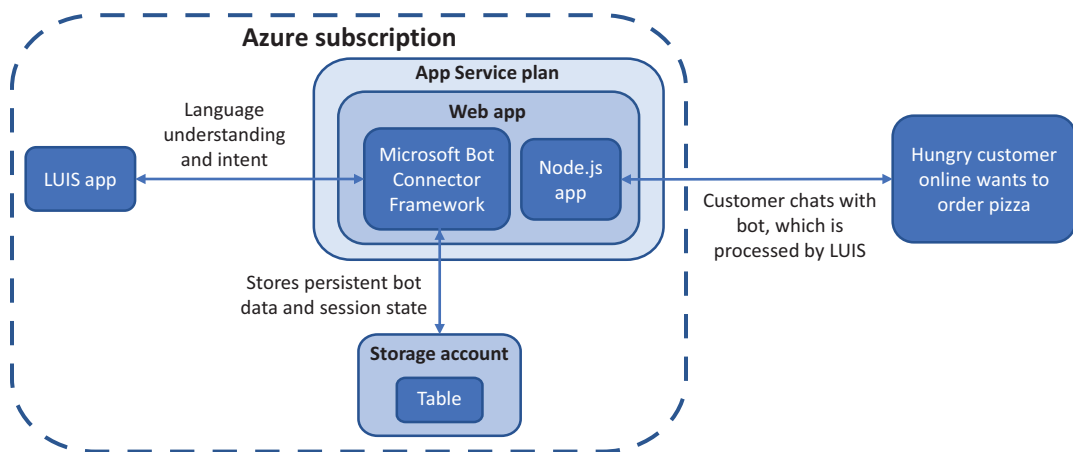 Azure subscription
App Service plan
Web app
Language
understanding
and intent
LUIS app
Microsoft Bot
Connector
Framework
Node.js
app
Hungry customer
online wants to
order pizza
Customer chats with
bot, which is
processed by LUIS
Stores persistent bot
data and session state
Storage account
Table